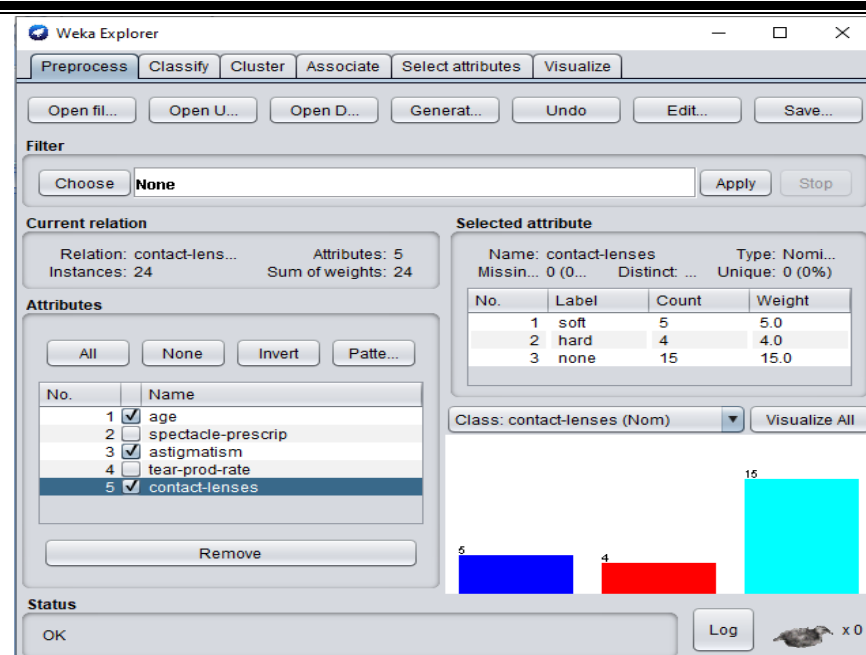 Weka Explorer
Preprocess Classify Cluster Associate Select attributes Visualize
Open fil... Open U... Open D... Generat... Undo Edit... Save...
Filter
Choose None Apply Stop
Current relation
Relation: contact-lens... Attributes: 5
Instances: 24 Sum of weights: 24
Attributes
All None Invert Patte...
No. Name
1 age
2 spectacle-prescrip
3 astigmatism
4 tear-prod-rate
5 contact-lenses
Remove
Selected attribute
Name: contact-lenses Type: Nomi...
Missin... 0 (0... Distinct: ... Unique: 0 (0%)
No. Label Count Weight
1 soft 5 5.0
2 hard 4 4.0
3 none 15 15.0
Class: contact-lenses (Nom) Visualize All
5 4 15
Status
OK
Log x 0